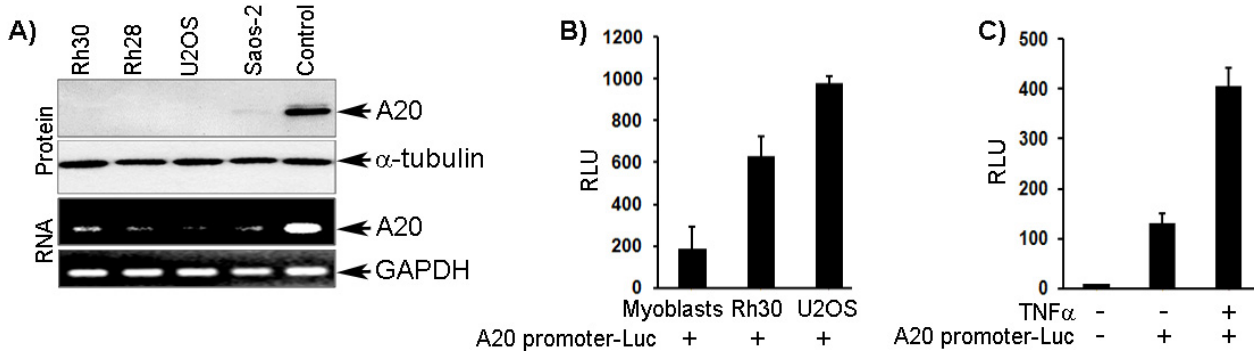 A)
Rh30
Rh28
U2OS
Saos-2
Control
Protein
A20
α-tubulin
RNA
A20
GAPDH
B)
RLU
1000
800
600
400
200
0
Myoblasts Rh30 U2OS
A20 promoter-Luc + + +
C)
RLU
500
400
300
200
100
0
TNFα - - +
A20 promoter-Luc - + +